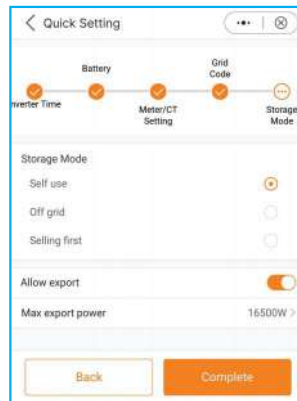 Quick Setting
Battery
Grid
Code
nverter Time
Meter/CT
Setting
Storage
Mode
Storage Mode
Self use
Off grid
Selling first
Allow export
Max export power
16500W
Back
Complete